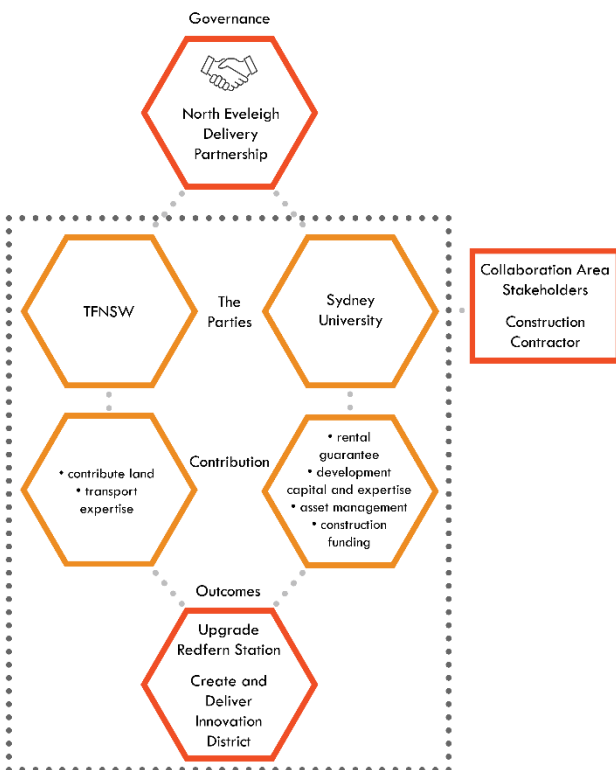 Governance
North Eveleigh
Delivery
Partnership
TFNSW
The
Parties
Sydney
University
Collaboration Area
Stakeholders
Construction
Contractor
• contribute land
• transport
expertise
Contribution
• rental
guarantee
• development
capital and expertise
• asset management
• construction
funding
Outcomes
Upgrade
Redfern Station
Create and
Deliver
Innovation
District